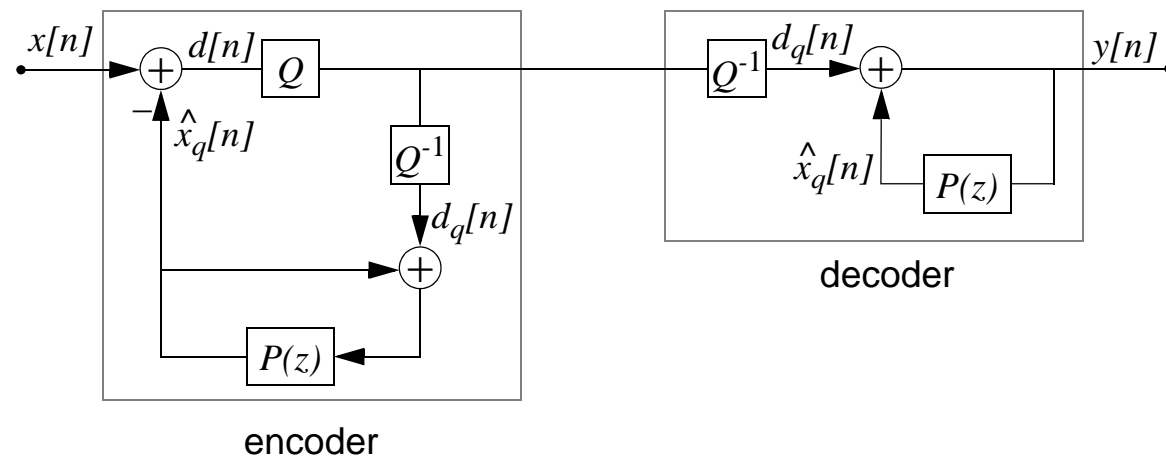 x[n]
+
d[n]
Q
−
x̂q[n]
Q-1
dq[n]
+
P(z)
encoder
Q-1
dq[n]
+
y[n]
x̂q[n]
P(z)
decoder